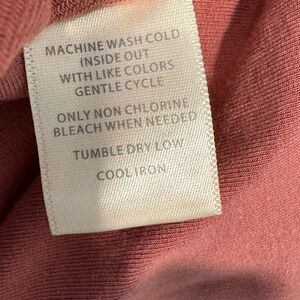 MACHINE WASH COLD
INSIDE OUT
WITH LIKE COLORS
GENTLE CYCLE
ONLY NON CHLORINE
BLEACH WHEN NEEDED
TUMBLE DRY LOW
COOL IRON